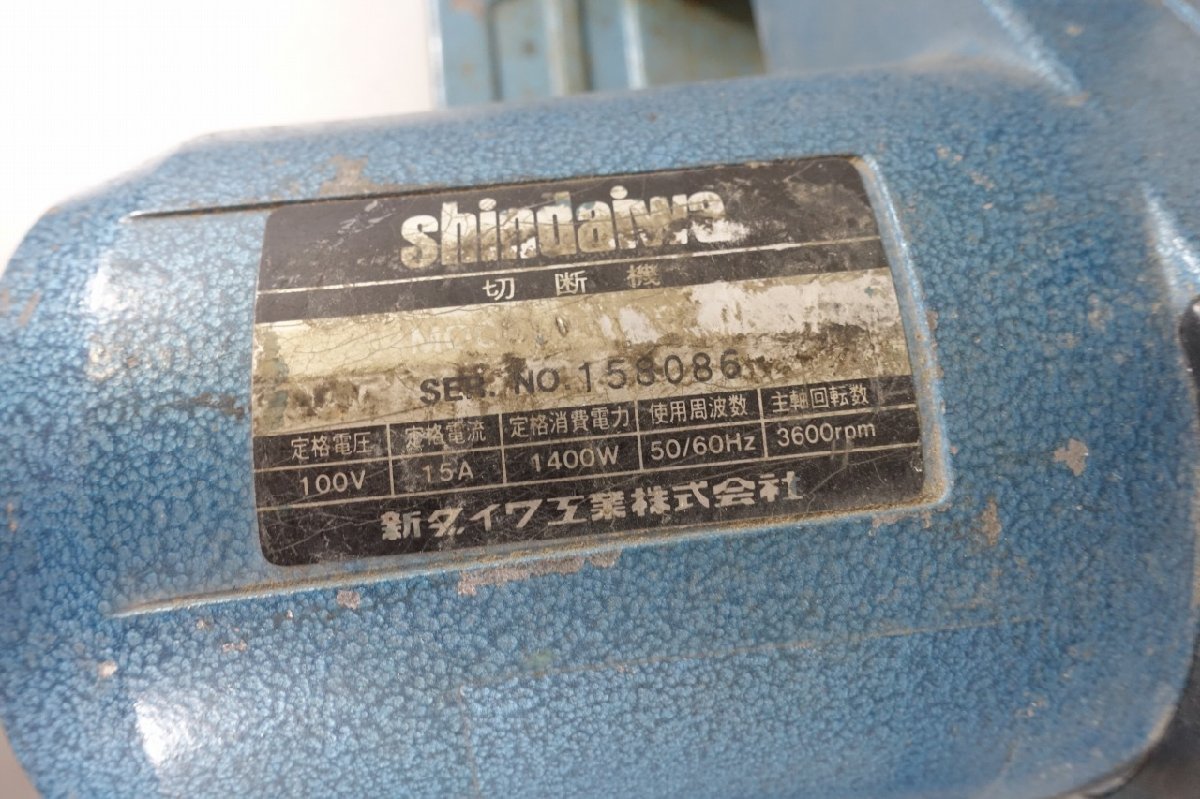 shindaiwa
切断機
SER. NO. 158086
定格電圧 定格電流 定格消費電力 使用周波数 主軸回転数
100V 15A 1400W 50/60Hz 3600rpm
新ダイワ工業株式会社